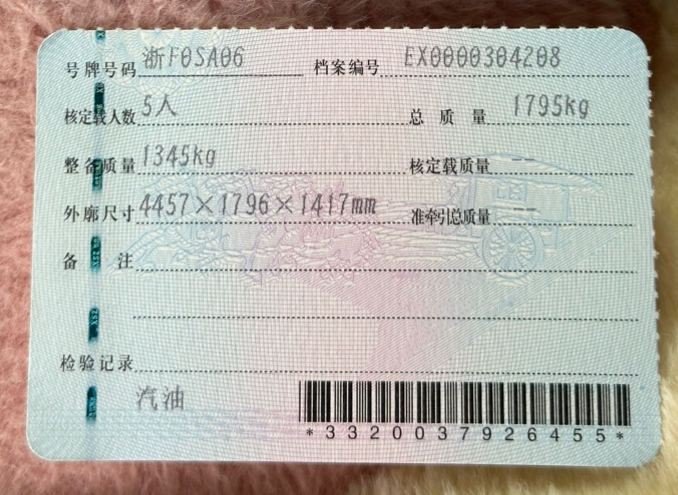 号牌号码 浙F0SA06 档案编号 EX0000304208
核定载人数 5人 总质量 1795kg
整备质量 1345kg 核定载质量 --
外廓尺寸 4457×1796×1417mm 准牵引总质量 --
备注
检验记录
汽油
*3320037926455*